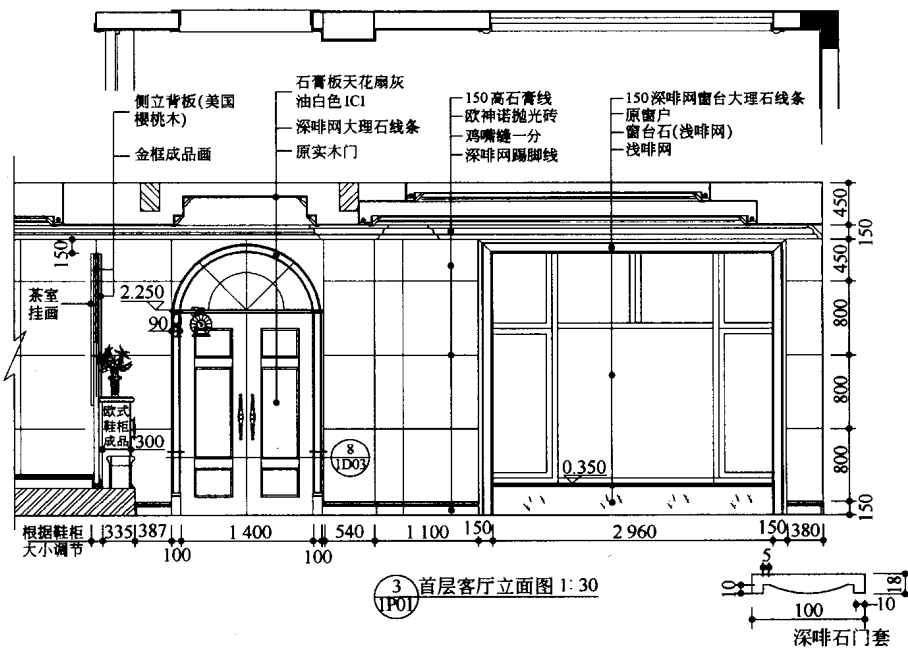 石膏板天花扇灰
油白色IC1
深啡网大理石线条
原实木门
侧立背板(美国
樱桃木)
金框成品画
150高石膏线
欧神诺抛光砖
鸡嘴缝一分
深啡网踢脚线
150深啡网窗台大理石线条
原窗户
窗台石(浅啡网)
浅啡网
450
150
450
800
800
800
150
150
茶室
挂画
2.250
90
欧式
鞋柜
成品
300
8
1D03
0.350
根据鞋柜
大小调节
335
387
100
1 400
100
540
1 100
150
2 960
150
380
3
1P01
首层客厅立面图 1:30
5
10
18
100
10
深啡石门套